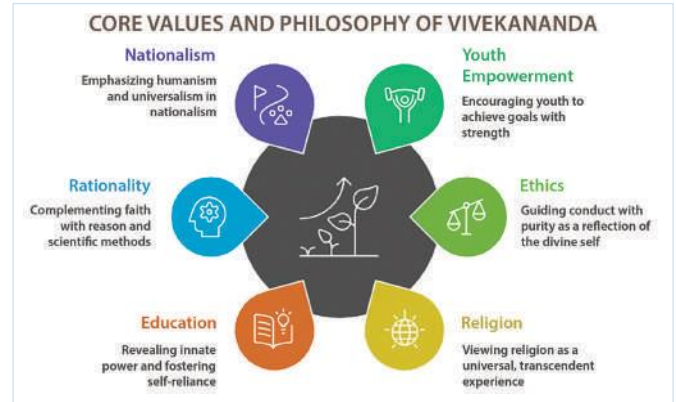 CORE VALUES AND PHILOSOPHY OF VIVEKANANDA
Nationalism
Emphasizing humanism
and universalism in
nationalism
Youth
Empowerment
Encouraging youth to
achieve goals with
strength
Rationality
Complementing faith
with reason and
scientific methods
Ethics
Guiding conduct with
purity as a reflection of
the divine self
Education
Revealing innate
power and fostering
self-reliance
Religion
Viewing religion as a
universal, transcendent
experience